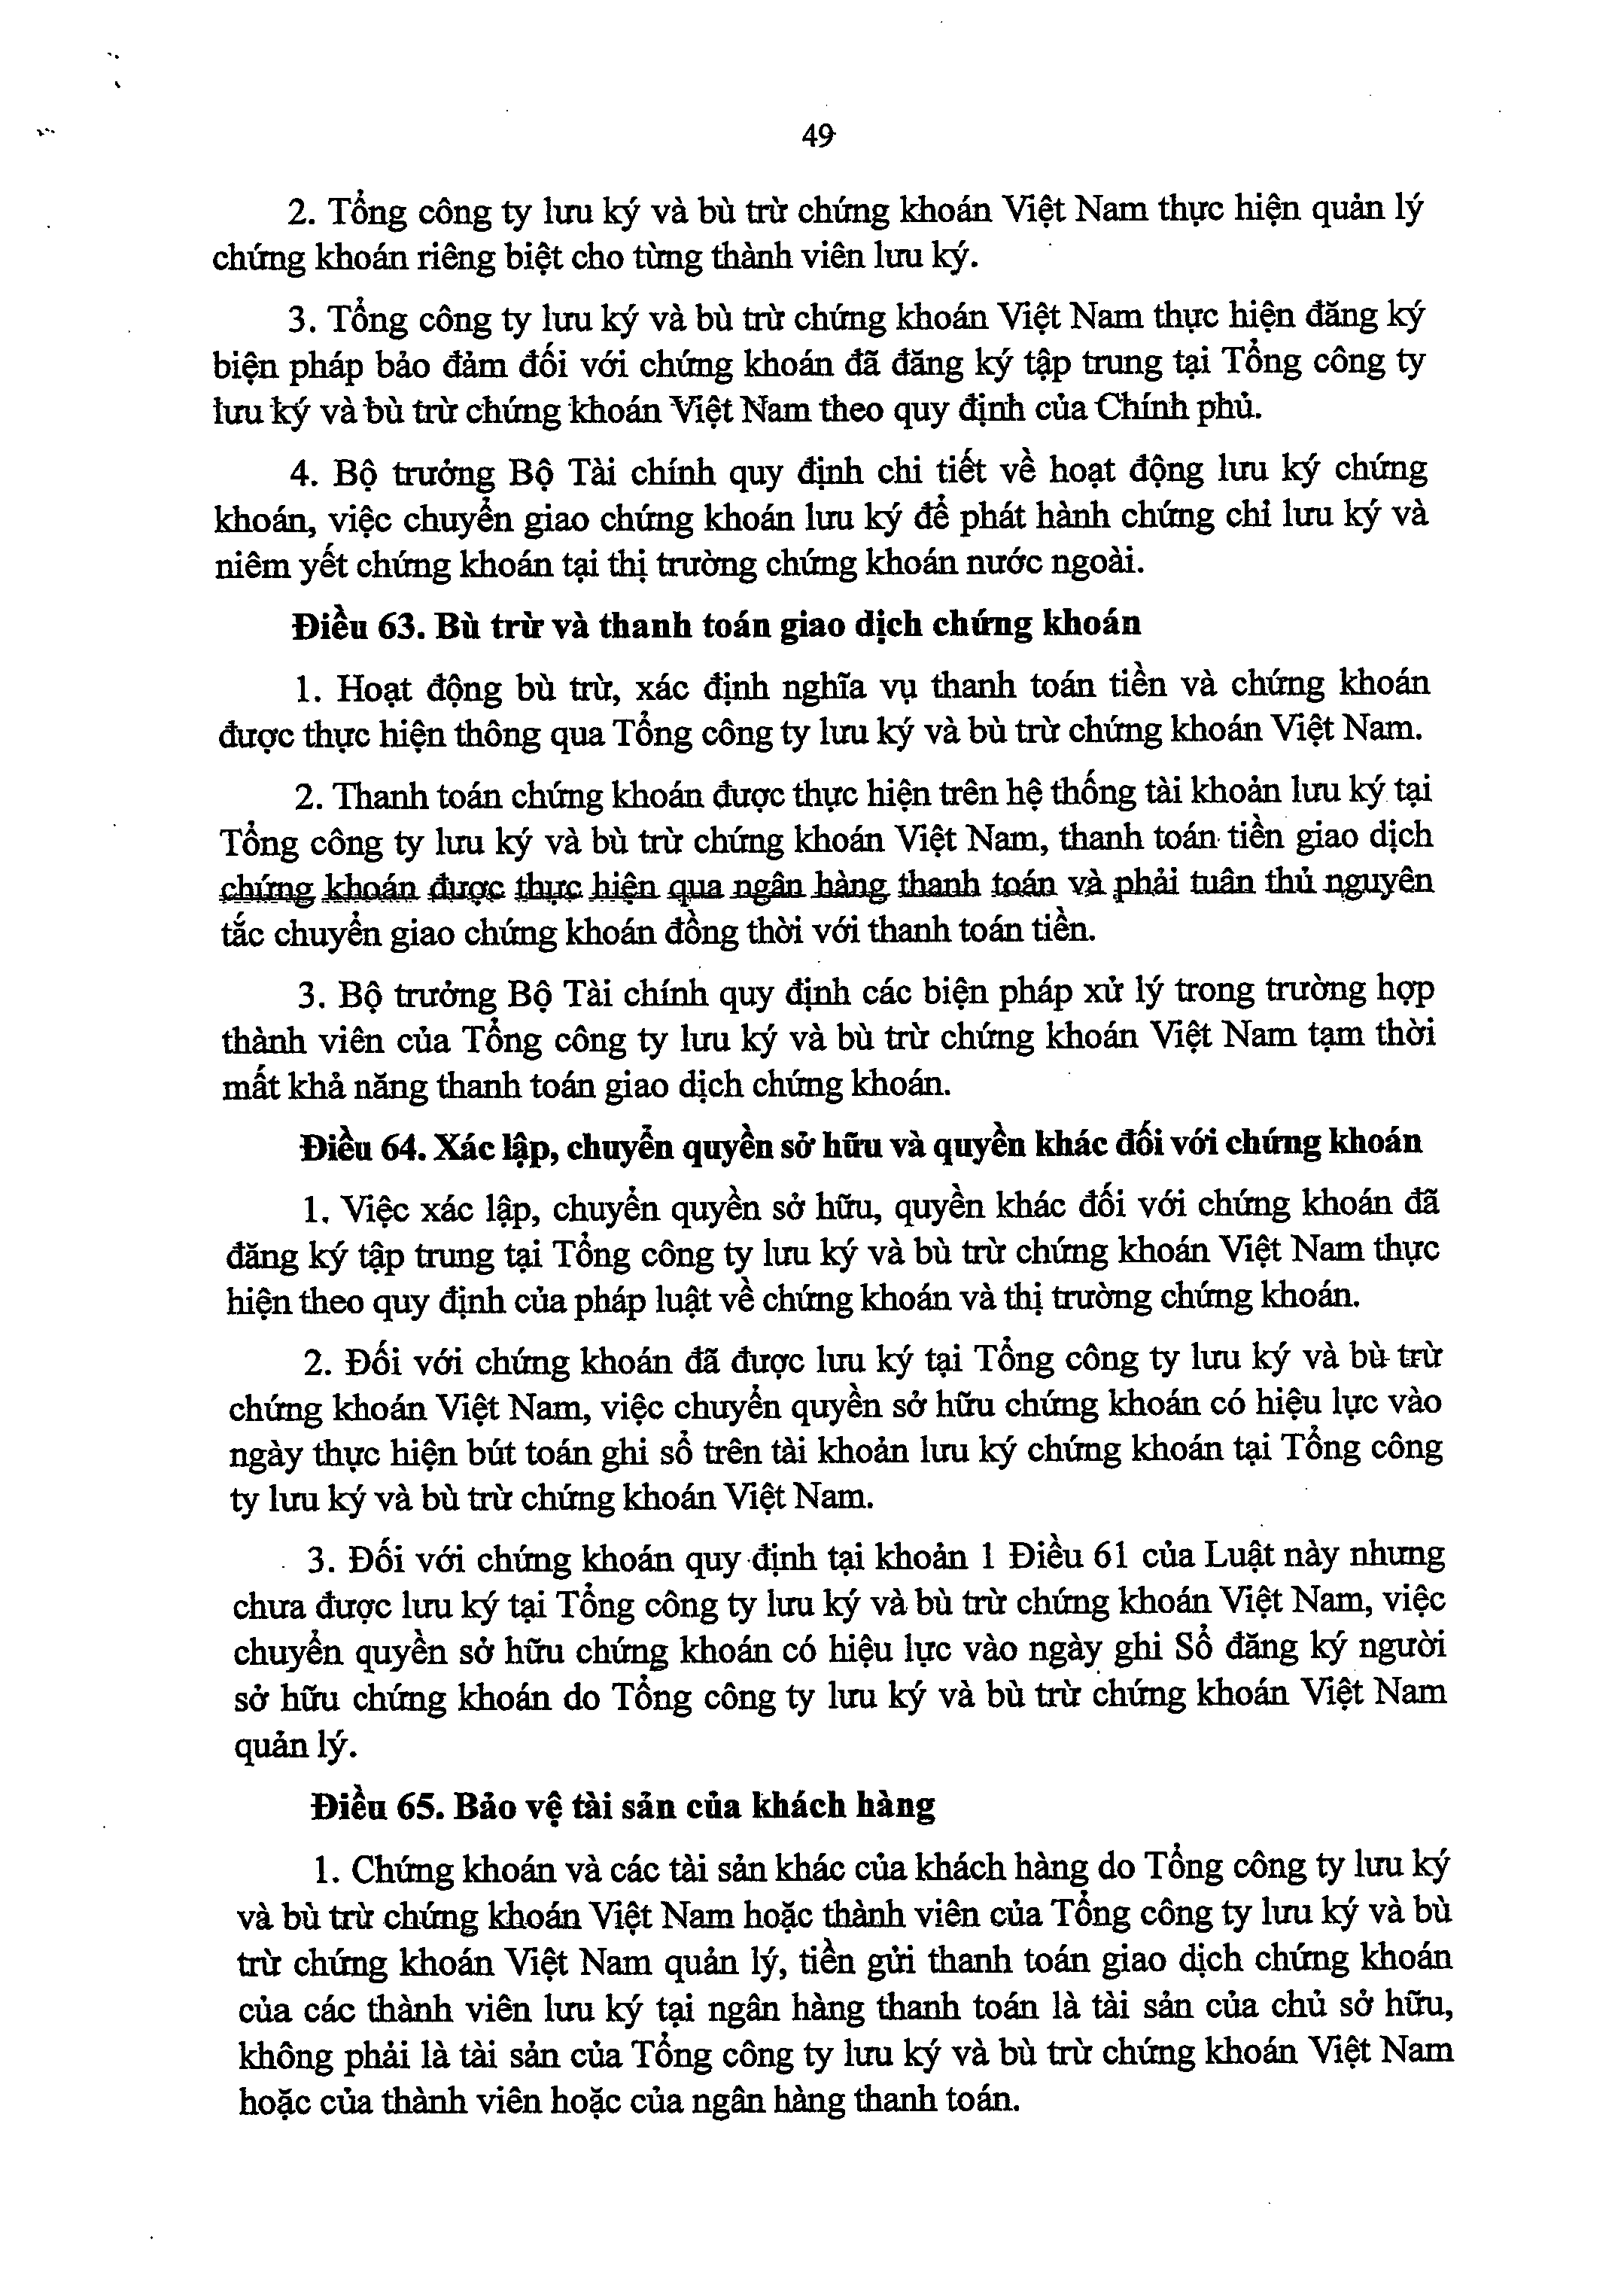 49
2. Tổng công ty lưu ký và bù trừ chứng khoán Việt Nam thực hiện quản lý
chứng khoán riêng biệt cho từng thành viên lưu ký.
3. Tổng công ty lưu ký và bù trừ chứng khoán Việt Nam thực hiện đăng ký
biện pháp bảo đảm đối với chứng khoán đã đăng ký tập trung tại Tổng công ty
lưu ký và bù trừ chứng khoán Việt Nam theo quy định của Chính phủ.
4. Bộ trưởng Bộ Tài chính quy định chi tiết về hoạt động lưu ký chứng
khoán, việc chuyển giao chứng khoán lưu ký để phát hành chứng chỉ lưu ký và
niêm yết chứng khoán tại thị trường chứng khoán nước ngoài.
Điều 63. Bù trừ và thanh toán giao dịch chứng khoán
1. Hoạt động bù trừ, xác định nghĩa vụ thanh toán tiền và chứng khoán
được thực hiện thông qua Tổng công ty lưu ký và bù trừ chứng khoán Việt Nam.
2. Thanh toán chứng khoán được thực hiện trên hệ thống tài khoản lưu ký tại
Tổng công ty lưu ký và bù trừ chứng khoán Việt Nam, thanh toán tiền giao dịch
chứng khoán được thực hiện qua ngân hàng thanh toán và phải tuân thủ nguyên
tắc chuyển giao chứng khoán đồng thời với thanh toán tiền.
3. Bộ trưởng Bộ Tài chính quy định các biện pháp xử lý trong trường hợp
thành viên của Tổng công ty lưu ký và bù trừ chứng khoán Việt Nam tạm thời
mất khả năng thanh toán giao dịch chứng khoán.
Điều 64. Xác lập, chuyển quyền sở hữu và quyền khác đối với chứng khoán
1. Việc xác lập, chuyển quyền sở hữu, quyền khác đối với chứng khoán đã
đăng ký tập trung tại Tổng công ty lưu ký và bù trừ chứng khoán Việt Nam thực
hiện theo quy định của pháp luật về chứng khoán và thị trường chứng khoán.
2. Đối với chứng khoán đã được lưu ký tại Tổng công ty lưu ký và bù trừ
chứng khoán Việt Nam, việc chuyển quyền sở hữu chứng khoán có hiệu lực vào
ngày thực hiện bút toán ghi sổ trên tài khoản lưu ký chứng khoán tại Tổng công
ty lưu ký và bù trừ chứng khoán Việt Nam.
3. Đối với chứng khoán quy định tại khoản 1 Điều 61 của Luật này nhưng
chưa được lưu ký tại Tổng công ty lưu ký và bù trừ chứng khoán Việt Nam, việc
chuyển quyền sở hữu chứng khoán có hiệu lực vào ngày ghi Sổ đăng ký người
sở hữu chứng khoán do Tổng công ty lưu ký và bù trừ chứng khoán Việt Nam
quản lý.
Điều 65. Bảo vệ tài sản của khách hàng
1. Chứng khoán và các tài sản khác của khách hàng do Tổng công ty lưu ký
và bù trừ chứng khoán Việt Nam hoặc thành viên của Tổng công ty lưu ký và bù
trừ chứng khoán Việt Nam quản lý, tiền gửi thanh toán giao dịch chứng khoán
của các thành viên lưu ký tại ngân hàng thanh toán là tài sản của chủ sở hữu,
không phải là tài sản của Tổng công ty lưu ký và bù trừ chứng khoán Việt Nam
hoặc của thành viên hoặc của ngân hàng thanh toán.